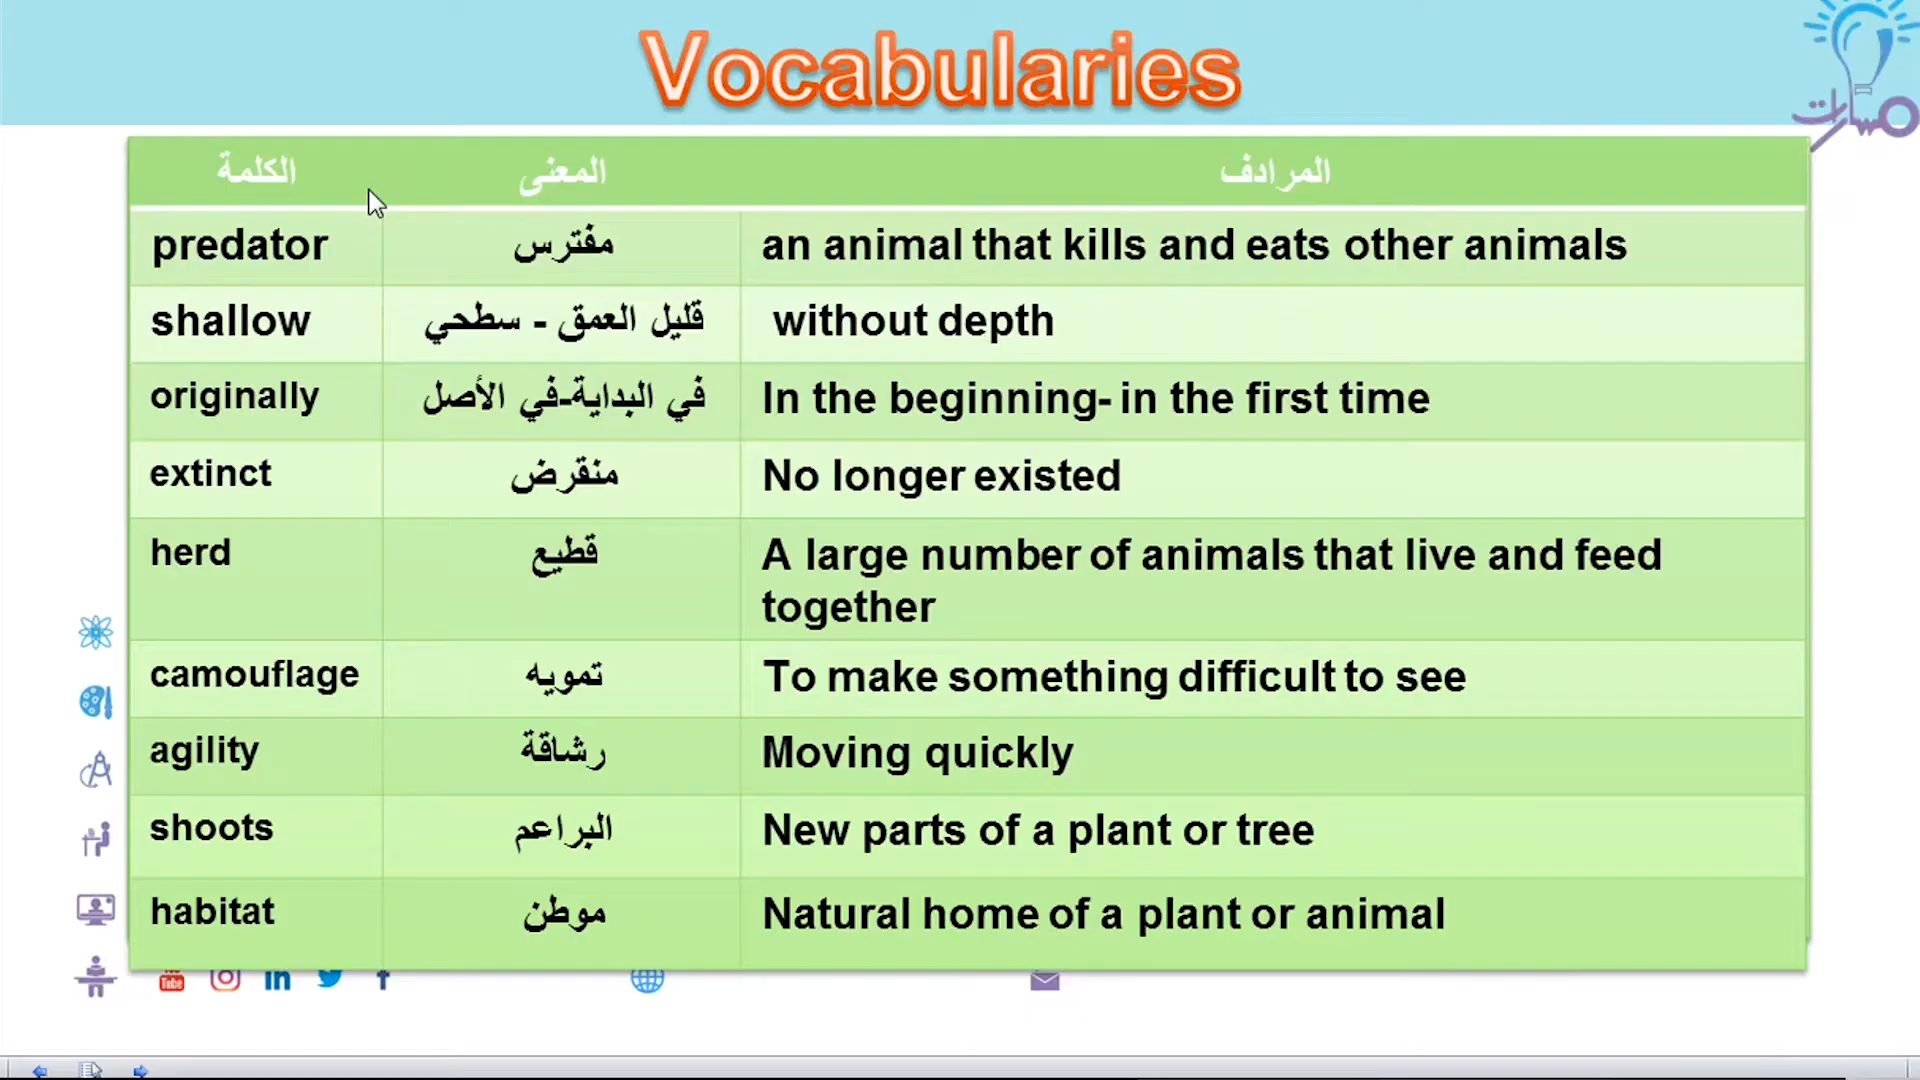 Vocabularies
مسارات
الكلمة المعنى المرادف
predator مفترس an animal that kills and eats other animals
shallow قليل العمق - سطحي without depth
originally في البداية-في الأصل In the beginning- in the first time
extinct منقرض No longer existed
herd قطيع A large number of animals that live and feed
together
camouflage تمويه To make something difficult to see
agility رشاقة Moving quickly
shoots البراعم New parts of a plant or tree
habitat موطن Natural home of a plant or animal
You
Tube in f